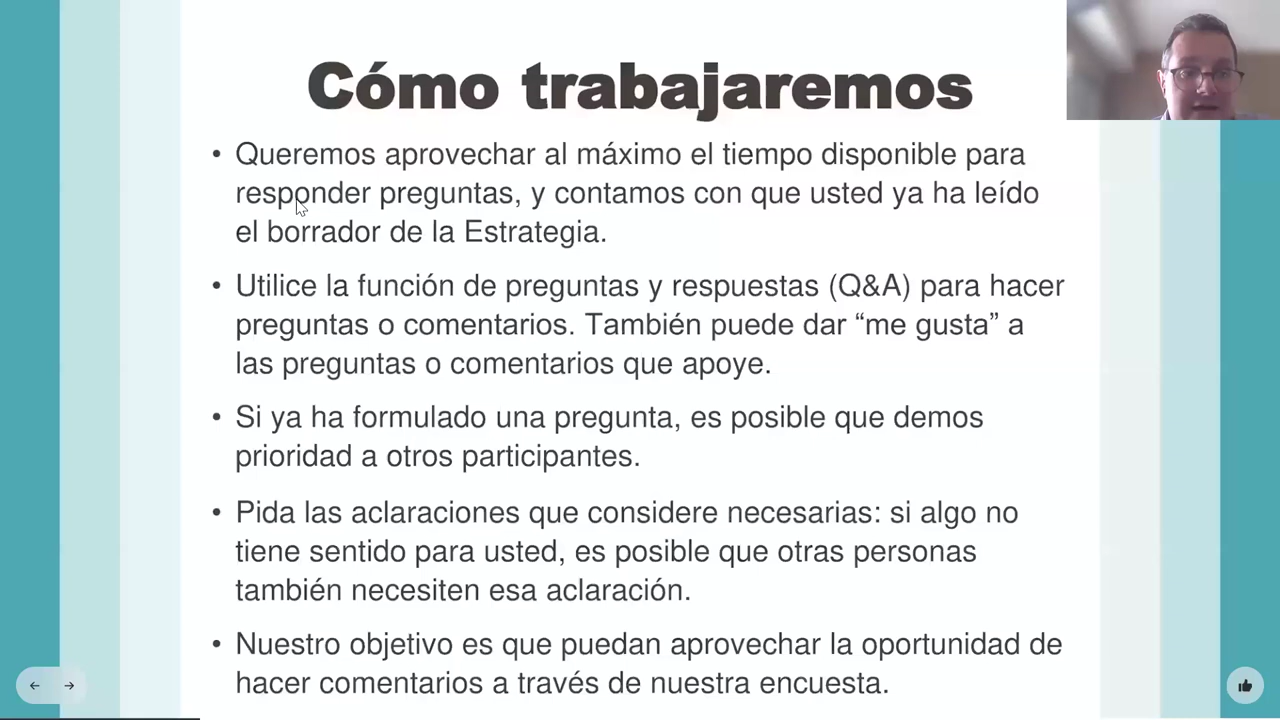 Cómo trabajaremos
• Queremos aprovechar al máximo el tiempo disponible para
responder preguntas, y contamos con que usted ya ha leído
el borrador de la Estrategia.
• Utilice la función de preguntas y respuestas (Q&A) para hacer
preguntas o comentarios. También puede dar “me gusta” a
las preguntas o comentarios que apoye.
• Si ya ha formulado una pregunta, es posible que demos
prioridad a otros participantes.
• Pida las aclaraciones que considere necesarias: si algo no
tiene sentido para usted, es posible que otras personas
también necesiten esa aclaración.
• Nuestro objetivo es que puedan aprovechar la oportunidad de
hacer comentarios a través de nuestra encuesta.